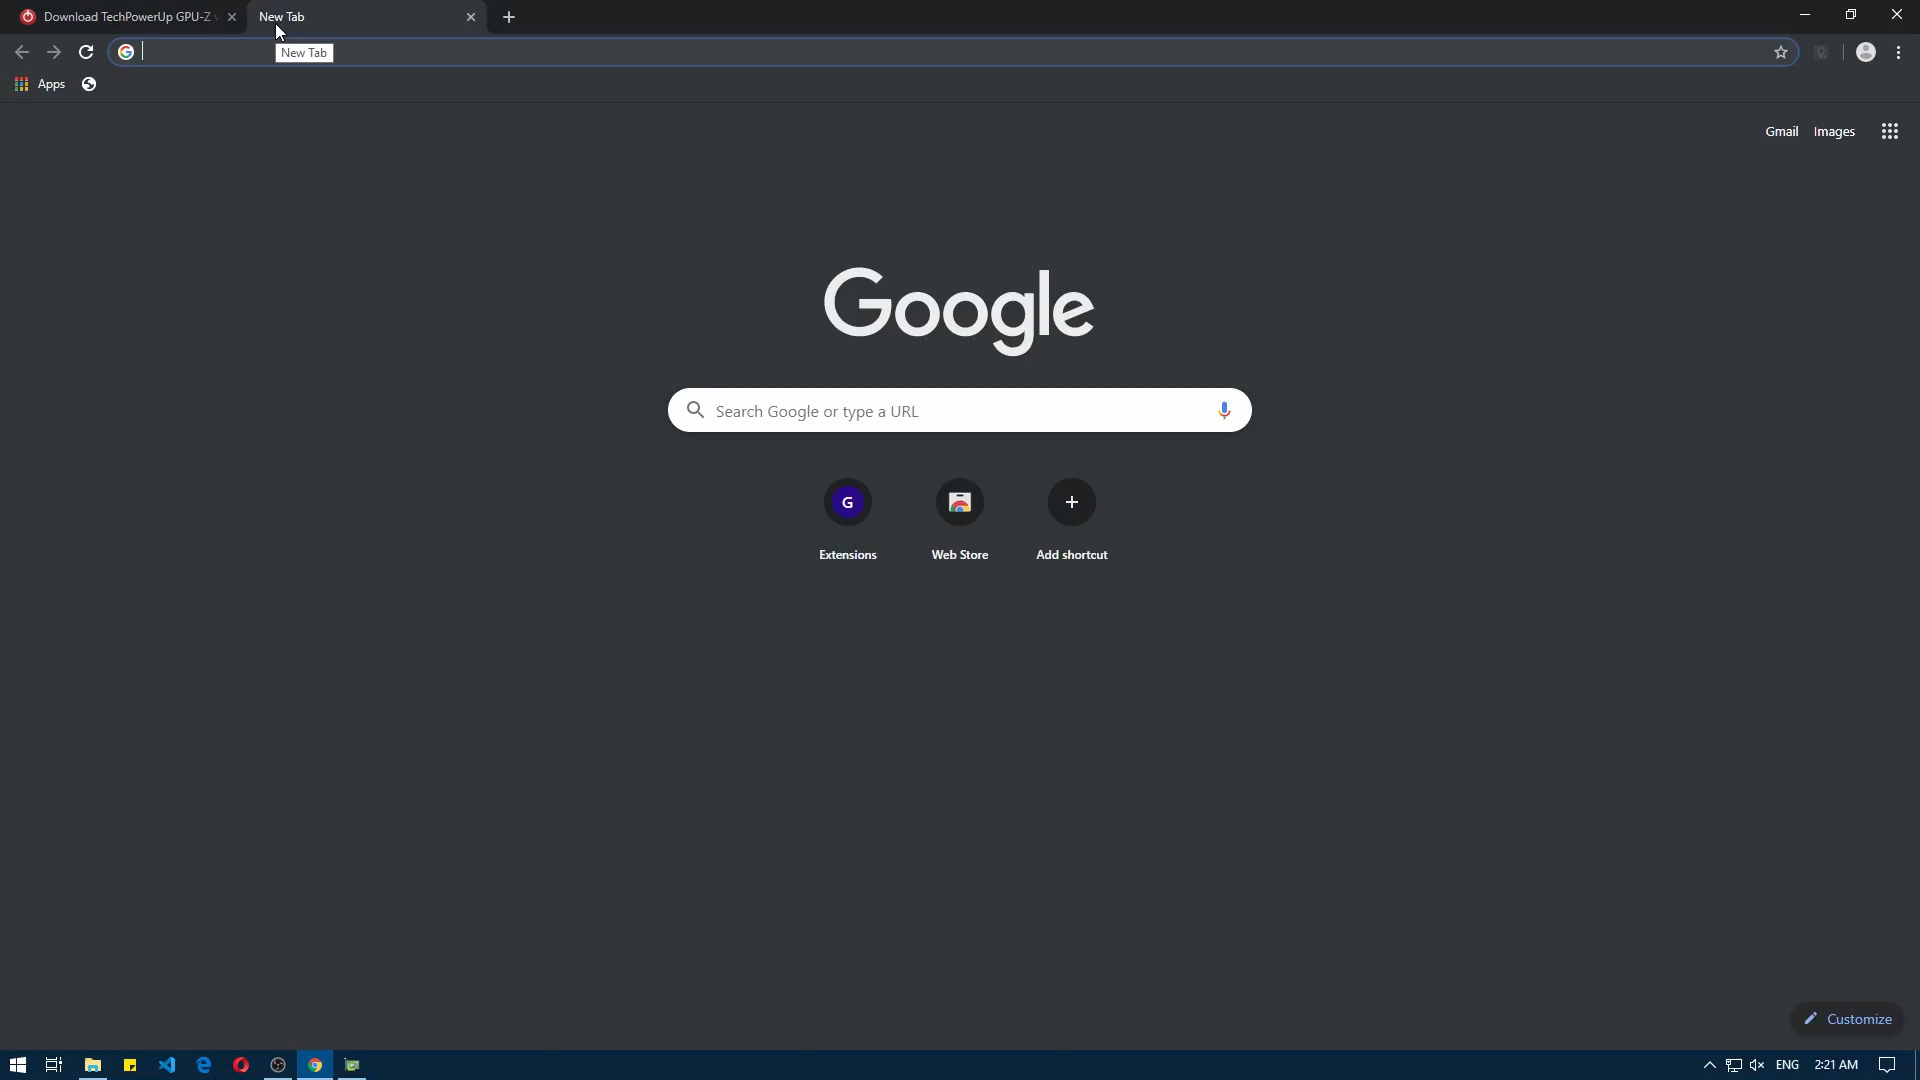 Download TechPowerUp GPU-Z
New Tab
New Tab
Apps
Gmail Images
Google
Search Google or type a URL
G
Extensions Web Store Add shortcut
Customize
ENG 2:21 AM